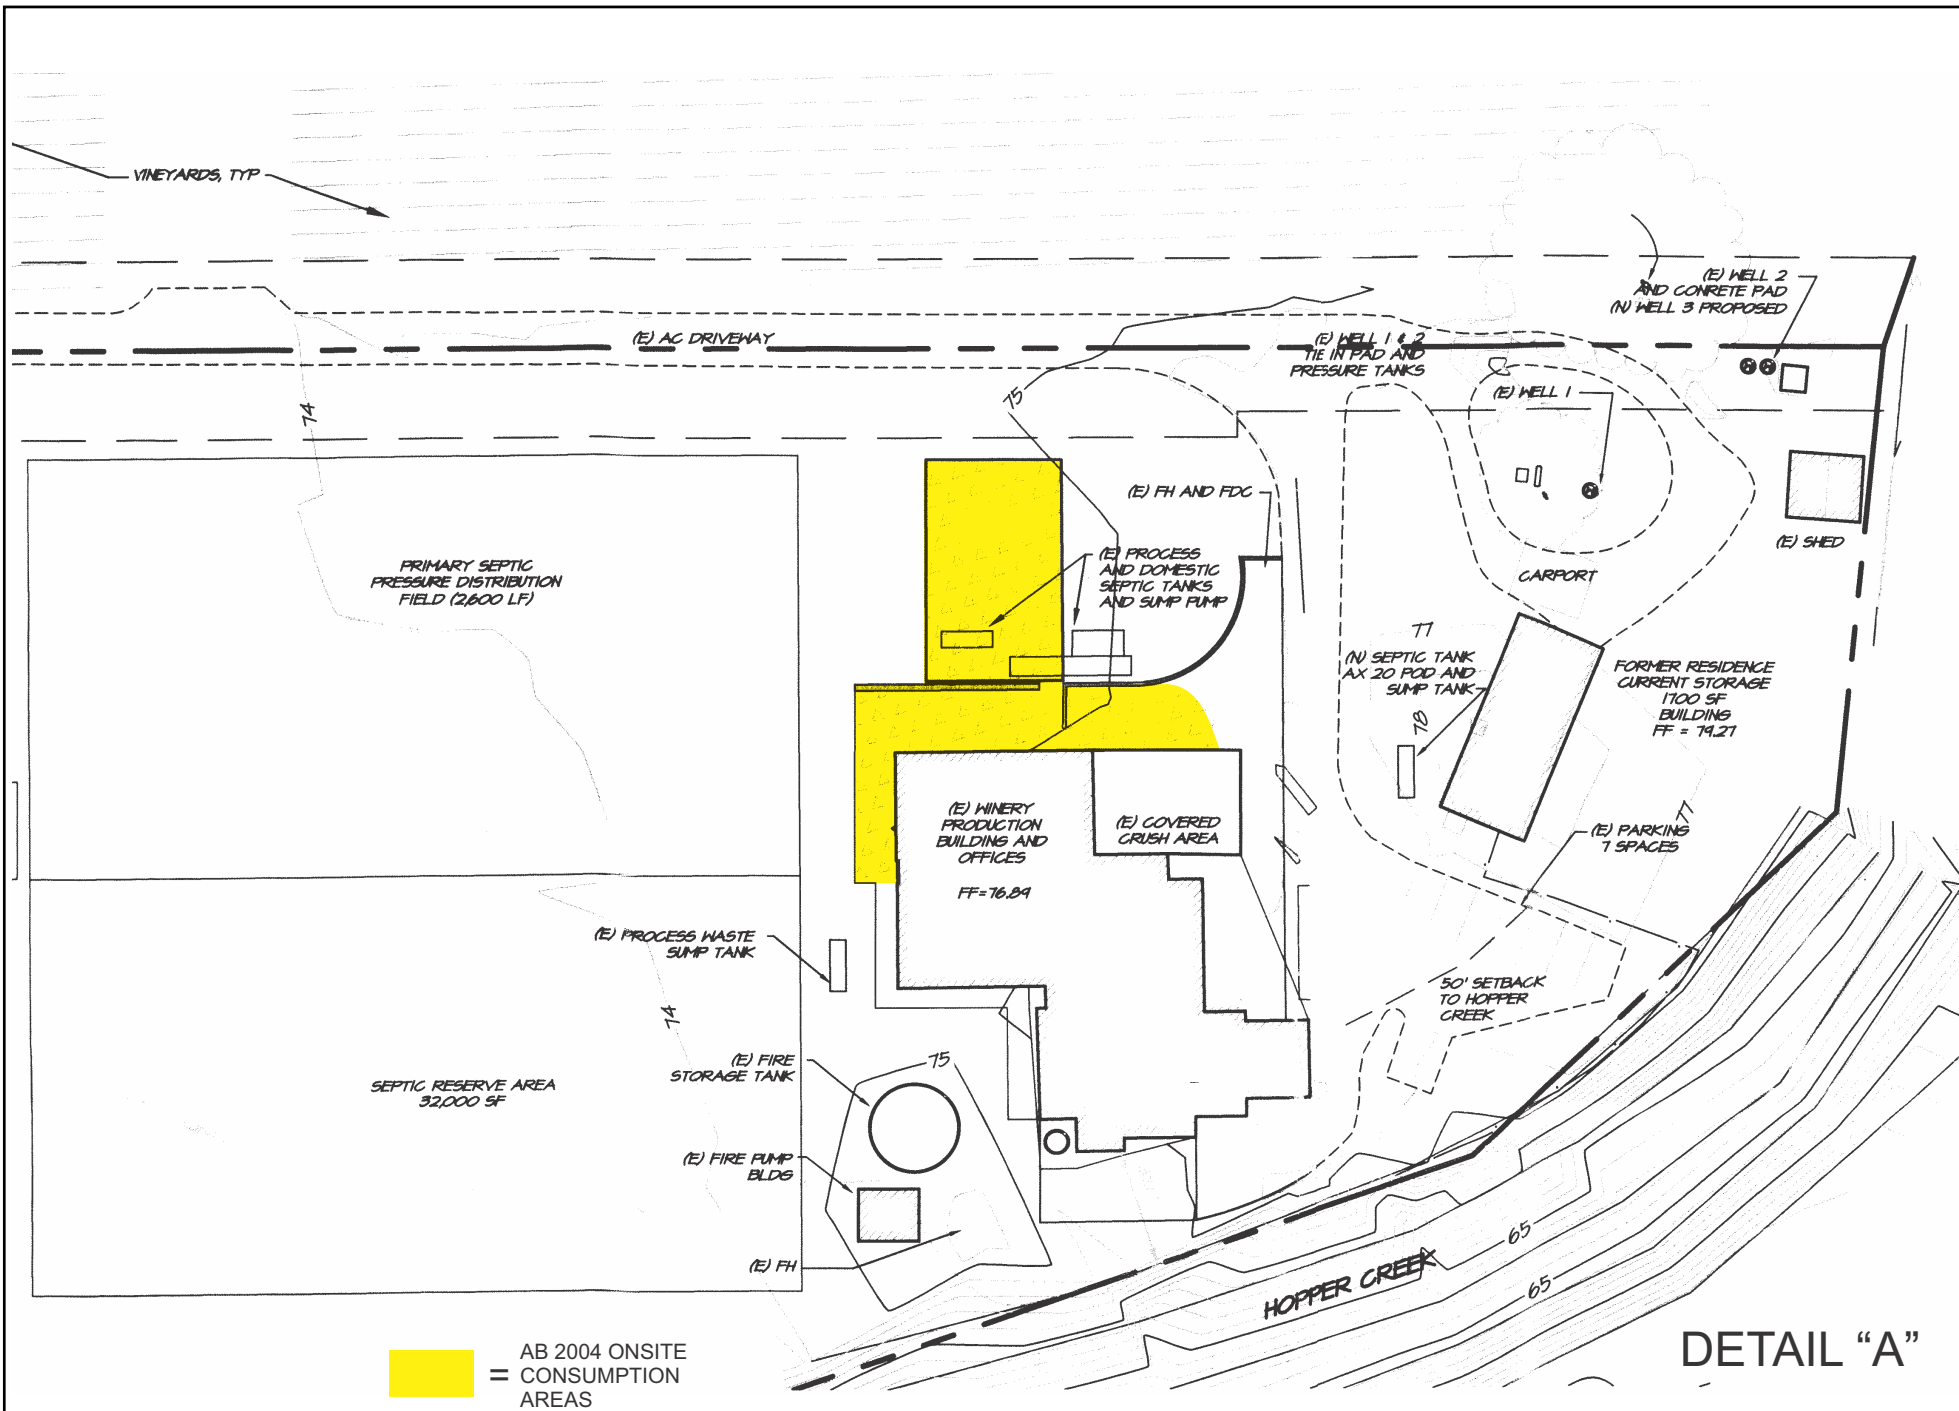 VINEYARDS, TYP
(E) WELL 2
AND CONRETE PAD
(N) WELL 3 PROPOSED
(E) AC DRIVEWAY
(E) WELL 1 & 2
TIE IN PAD AND
PRESSURE TANKS
(E) WELL 1
75
74
(E) FH AND FDC
(E) SHED
PRIMARY SEPTIC
PRESSURE DISTRIBUTION
FIELD (2,600 LF)
(E) PROCESS
AND DOMESTIC
SEPTIC TANKS
AND SUMP PUMP
CARPORT
77
(N) SEPTIC TANK
AX 20 POD AND
SUMP TANK
78
FORMER RESIDENCE
CURRENT STORAGE
1700 SF
BUILDING
FF = 79.27
77
(E) WINERY
PRODUCTION
BUILDING AND
OFFICES
FF=76.89
(E) COVERED
CRUSH AREA
(E) PARKING
7 SPACES
(E) PROCESS WASTE
SUMP TANK
50' SETBACK
TO HOPPER
CREEK
74
(E) FIRE
STORAGE TANK
75
SEPTIC RESERVE AREA
32,000 SF
(E) FIRE PUMP
BLDG
(E) FH
HOPPER CREEK
65
65
AB 2004 ONSITE
= CONSUMPTION
AREAS
DETAIL “A”